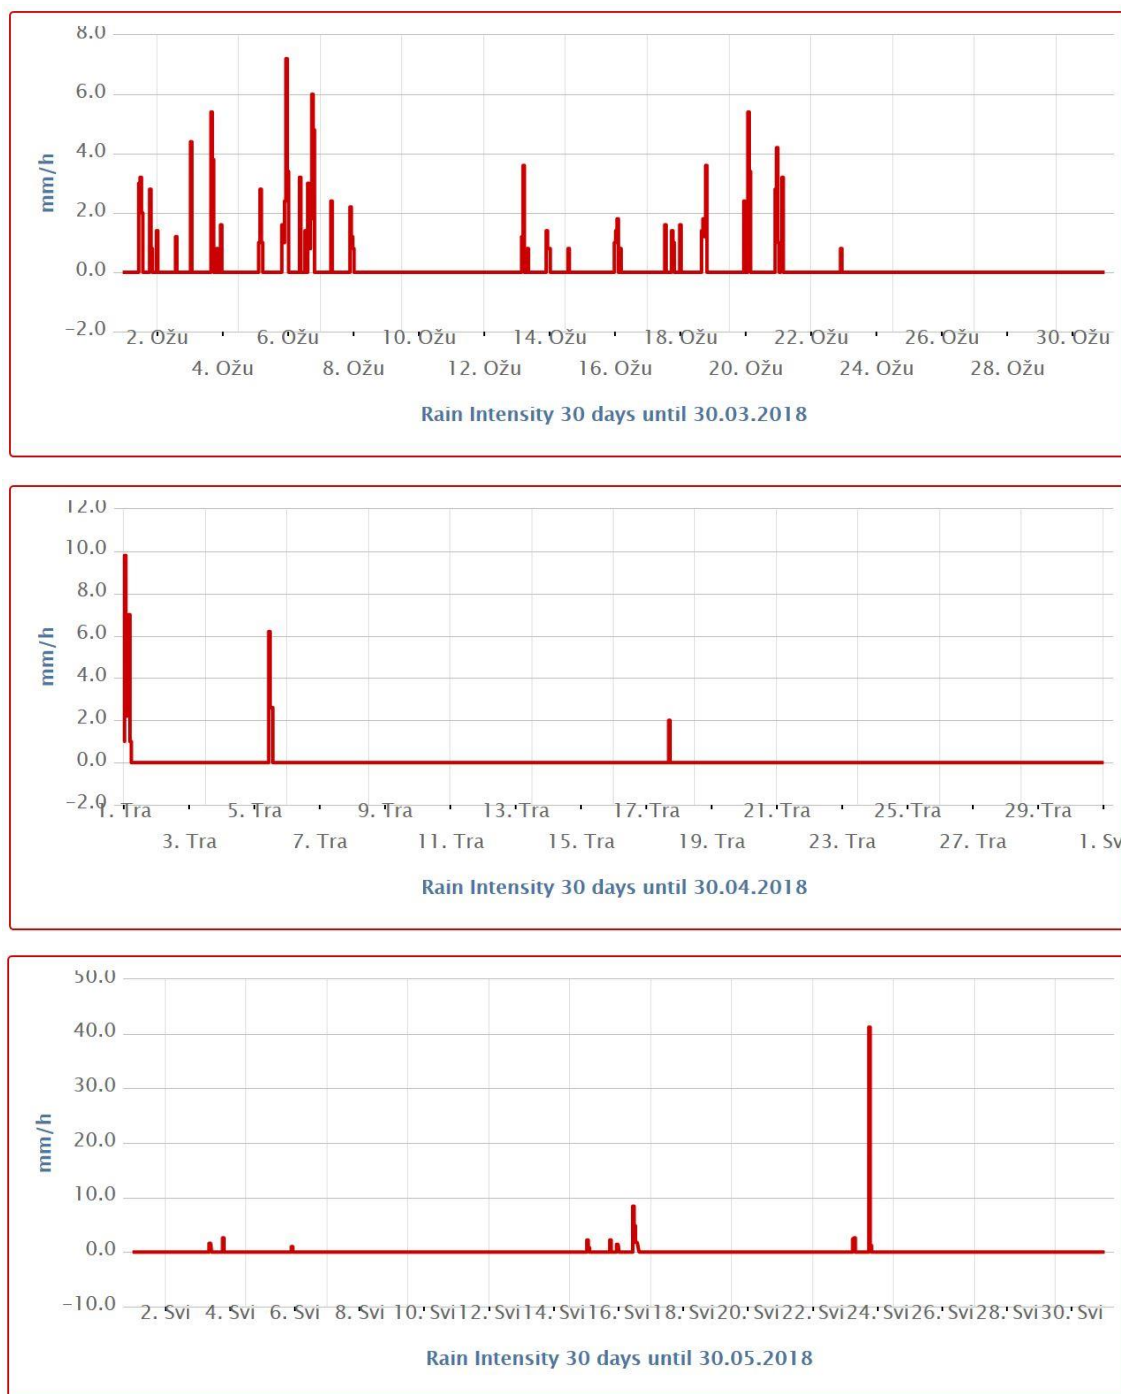 8.0
6.0
4.0
2.0
0.0
−2.0
mm/h
2. Ožu 6. Ožu 10. Ožu 14. Ožu 18. Ožu 22. Ožu 26. Ožu 30. Ožu
4. Ožu 8. Ožu 12. Ožu 16. Ožu 20. Ožu 24. Ožu 28. Ožu
Rain Intensity 30 days until 30.03.2018
12.0
10.0
8.0
6.0
4.0
2.0
0.0
−2.0
mm/h
1. Tra 5. Tra 9. Tra 13. Tra 17. Tra 21. Tra 25. Tra 29. Tra
3. Tra 7. Tra 11. Tra 15. Tra 19. Tra 23. Tra 27. Tra 1. Sv
Rain Intensity 30 days until 30.04.2018
50.0
40.0
30.0
20.0
10.0
0.0
−10.0
mm/h
2. Svi 4. Svi 6. Svi 8. Svi 10. Svi 12. Svi 14. Svi 16. Svi 18. Svi 20. Svi 22. Svi 24. Svi 26. Svi 28. Svi 30. Svi
Rain Intensity 30 days until 30.05.2018